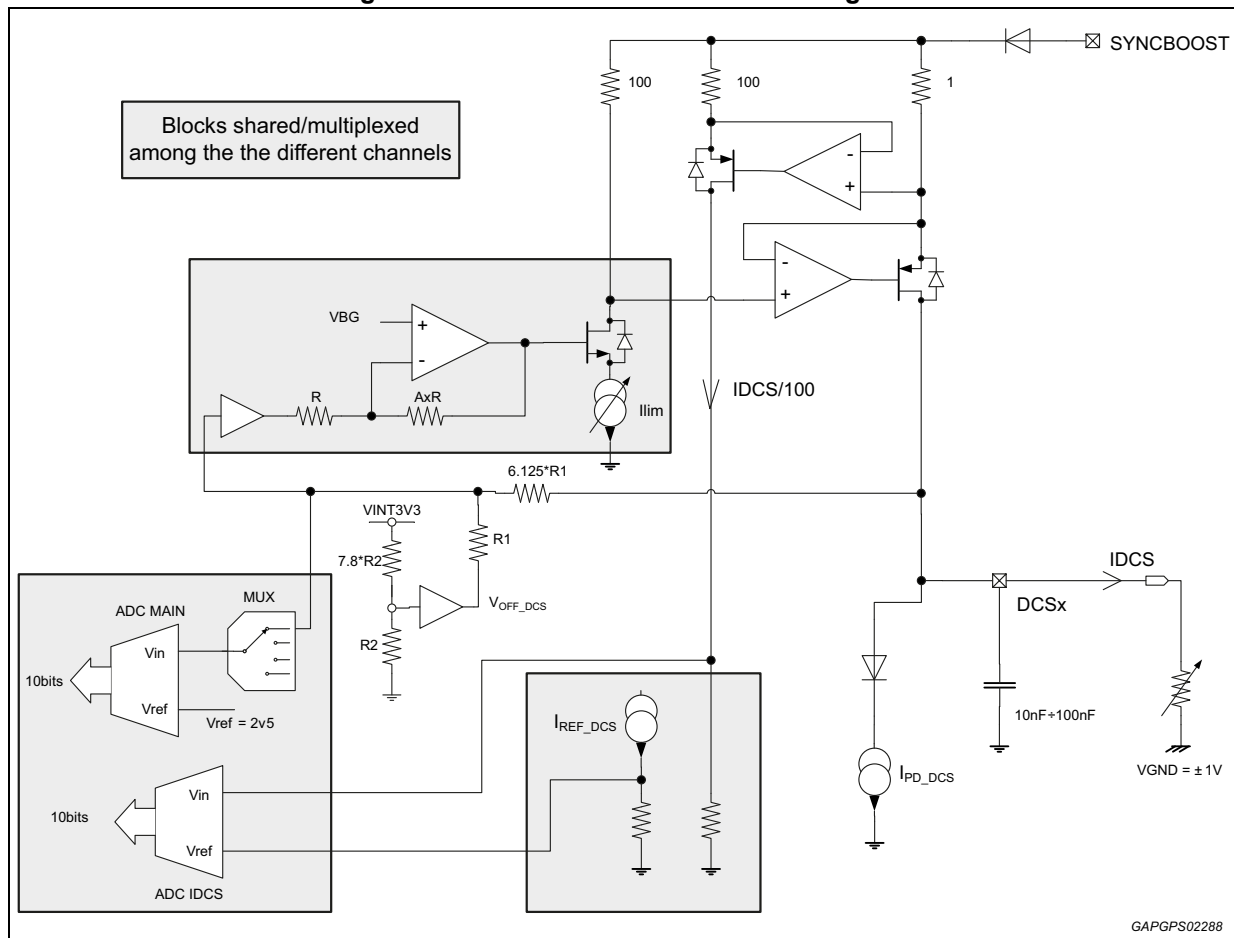 SYNCBOOST
100
100
1
Blocks shared/multiplexed
among the the different channels
-
+
-
+
VBG
+
-
R
AxR
Ilim
IDCS/100
6.125*R1
VINT3V3
7.8*R2
R1
VOFF_DCS
R2
IDCS
DCSx
10nF÷100nF
VGND = ± 1V
IPD_DCS
MUX
ADC MAIN
Vin
10bits
Vref
Vref = 2v5
IREF_DCS
Vin
10bits
Vref
ADC IDCS
GAPGPS02288